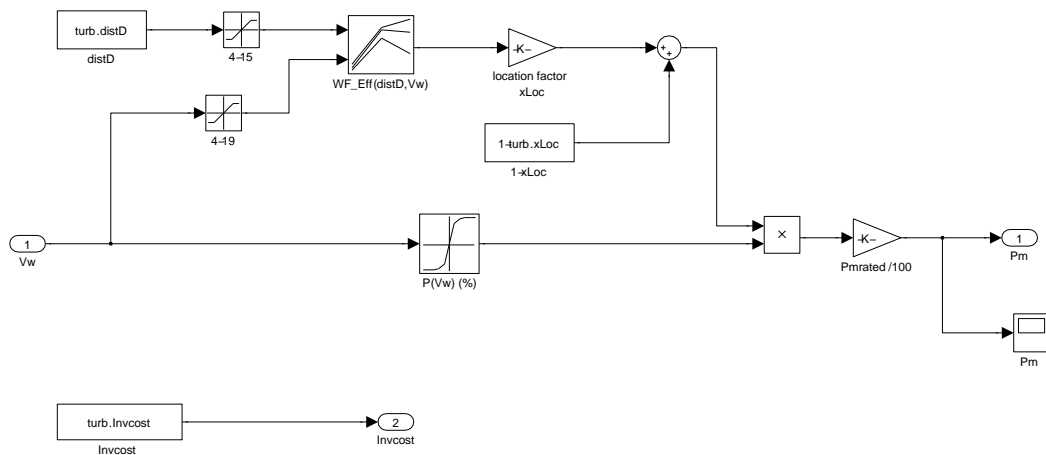 turb.distD
distD
4-15
WF_Eff(distD,Vw)
-K-
location factor
xLoc
+
+
4-19
1-turb.xLoc
1-xLoc
1
Vw
P(Vw) (%)
×
-K-
Pmrated /100
1
Pm
Pm
turb.Invcost
Invcost
2
Invcost